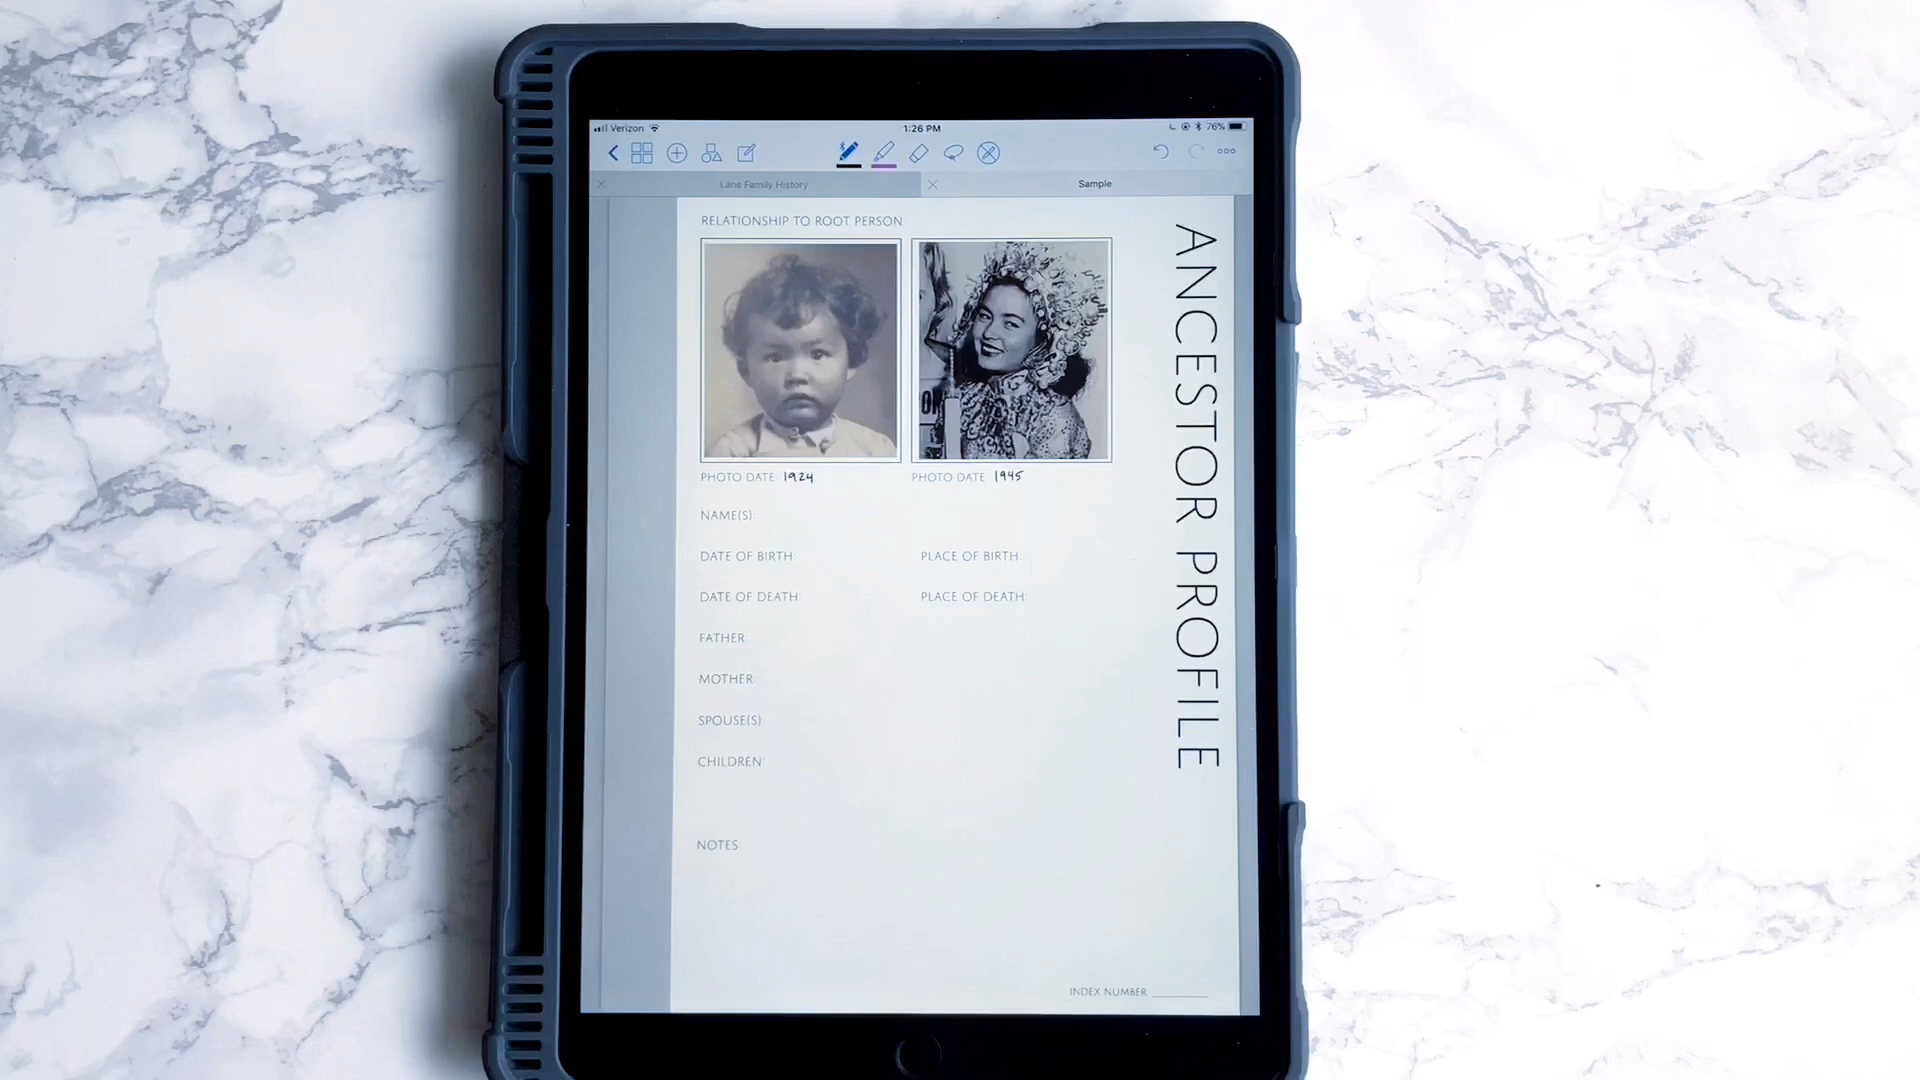 Verizon 1:26 PM 76%
Lane Family History Sample
RELATIONSHIP TO ROOT PERSON
PHOTO DATE: 1924 PHOTO DATE: 1945
NAME(S):
DATE OF BIRTH: PLACE OF BIRTH:
DATE OF DEATH: PLACE OF DEATH:
FATHER:
MOTHER:
SPOUSE(S):
CHILDREN:
NOTES:
INDEX NUMBER
ANCESTOR PROFILE